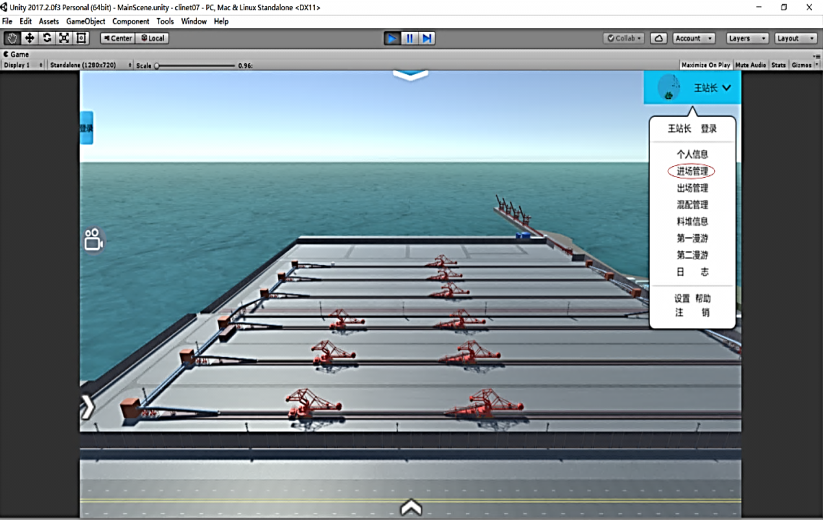 Unity 2017.2.0f3 Personal (64bit) - MainScene.unity - clinet07 - PC, Mac & Linux Standalone <DX11>
File Edit Assets GameObject Component Tools Window Help
Center Local Collab Account Layers Layout
Game
Display 1 Standalone (1280x720) Scale 0.96x Maximize On Play Mute Audio Stats Gizmos
王站长
登录
王站长 登录
个人信息
进场管理
出场管理
混配管理
料堆信息
第一漫游
第二漫游
日 志
设置 帮助
注 销